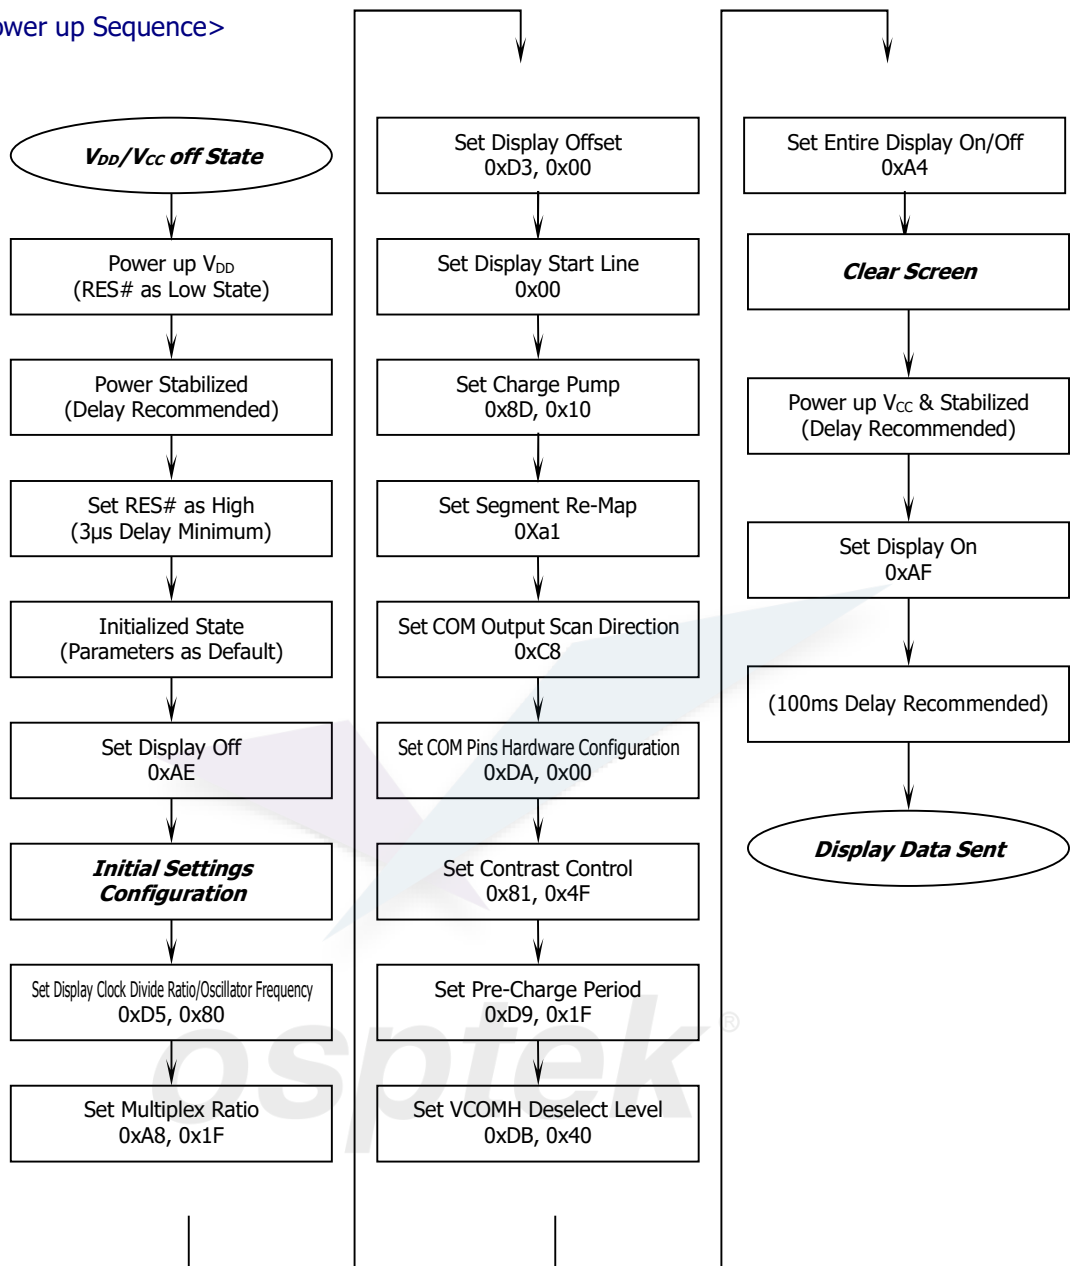 ower up Sequence>
VDD/VCC off State
Power up VDD
(RES# as Low State)
Power Stabilized
(Delay Recommended)
Set RES# as High
(3μs Delay Minimum)
Initialized State
(Parameters as Default)
Set Display Off
0xAE
Initial Settings
Configuration
Set Display Clock Divide Ratio/Oscillator Frequency
0xD5, 0x80
Set Multiplex Ratio
0xA8, 0x1F
Set Display Offset
0xD3, 0x00
Set Display Start Line
0x00
Set Charge Pump
0x8D, 0x10
Set Segment Re-Map
0Xa1
Set COM Output Scan Direction
0xC8
Set COM Pins Hardware Configuration
0xDA, 0x00
Set Contrast Control
0x81, 0x4F
Set Pre-Charge Period
0xD9, 0x1F
Set VCOMH Deselect Level
0xDB, 0x40
Set Entire Display On/Off
0xA4
Clear Screen
Power up VCC & Stabilized
(Delay Recommended)
Set Display On
0xAF
(100ms Delay Recommended)
Display Data Sent
osptek®